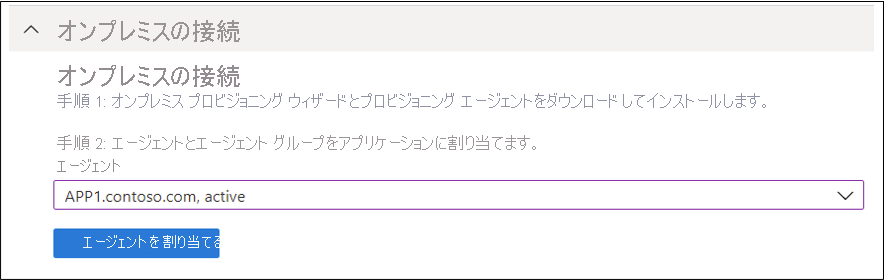 オンプレミスの接続
オンプレミスの接続
手順 1: オンプレミス プロビジョニング ウィザードとプロビジョニング エージェントをダウンロードしてインストールします。
手順 2: エージェントとエージェント グループをアプリケーションに割り当てます。
エージェント
APP1.contoso.com, active
エージェントを割り当てる